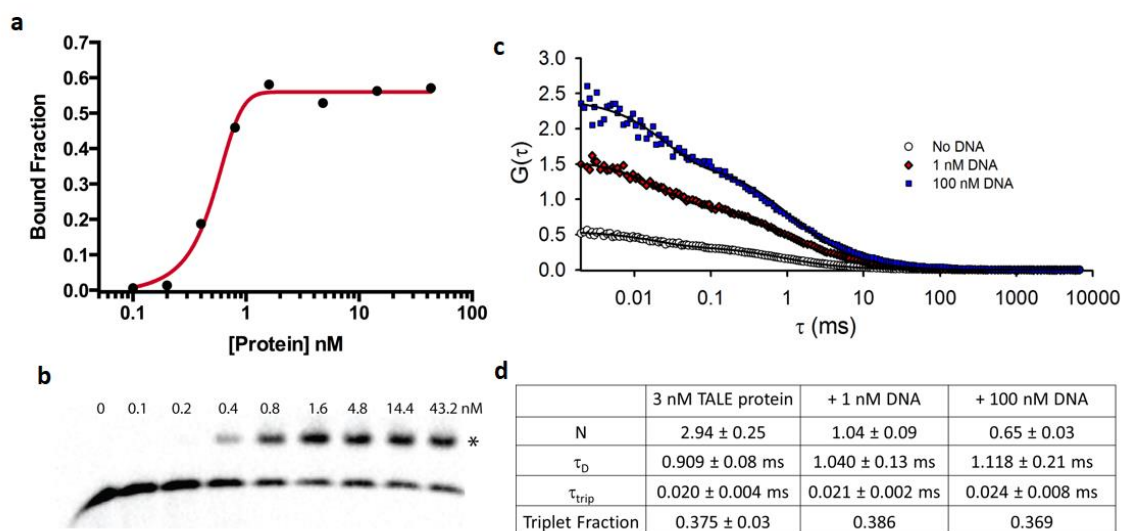 a
0.7
0.6
0.5
0.4
0.3
0.2
0.1
0.0
Bound Fraction
0.1 1 10 100
[Protein] nM
b
0 0.1 0.2 0.4 0.8 1.6 4.8 14.4 43.2 nM
*
c
3.0
2.5
2.0
1.5
1.0
0.5
0.0
G(τ)
No DNA
1 nM DNA
100 nM DNA
0.01 0.1 1 10 100 1000 10000
τ (ms)
d
3 nM TALE protein + 1 nM DNA + 100 nM DNA
N 2.94 ± 0.25 1.04 ± 0.09 0.65 ± 0.03
τD 0.909 ± 0.08 ms 1.040 ± 0.13 ms 1.118 ± 0.21 ms
τtrip 0.020 ± 0.004 ms 0.021 ± 0.002 ms 0.024 ± 0.008 ms
Triplet Fraction 0.375 ± 0.03 0.386 0.369